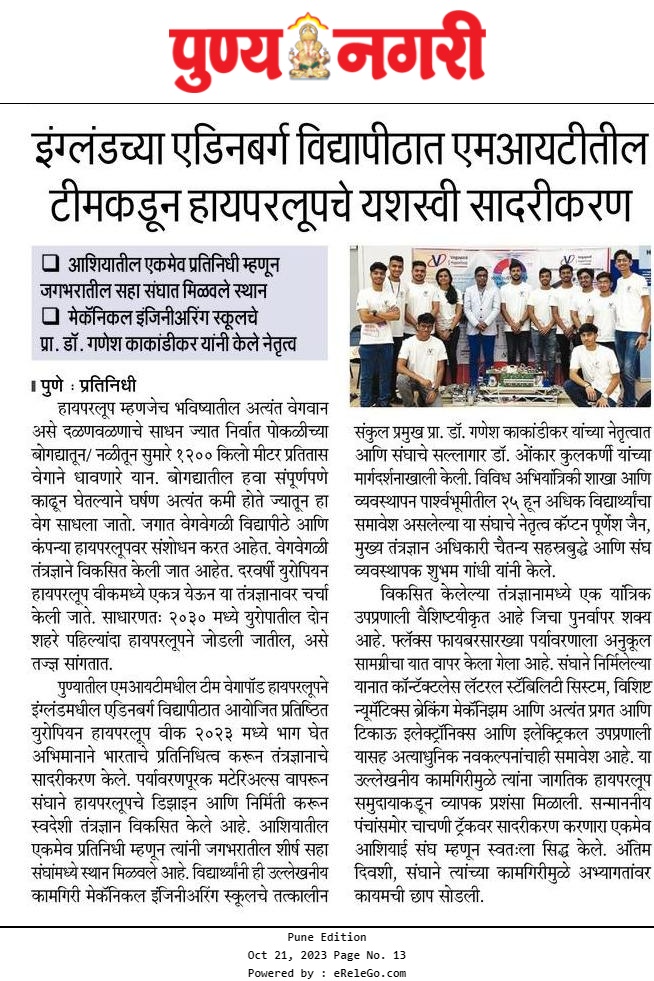 पुण्य नगरी
इंग्लंडच्या एडिनबर्ग विद्यापीठात एमआयटीतील
टीमकडून हायपरलूपचे यशस्वी सादरीकरण
❑ आशियातील एकमेव प्रतिनिधी म्हणून
जगभरातील सहा संघात मिळवले स्थान
❑ मेकॅनिकल इंजिनीअरिंग स्कूलचे
प्रा. डॉ. गणेश काकांडीकर यांनी केले नेतृत्व
पुणे : प्रतिनिधी
हायपरलूप म्हणजेच भविष्यातील अत्यंत वेगवान
असे दळणवळणाचे साधन ज्यात निर्वात पोकळीच्या
बोगद्यातून/ नळीतून सुमारे १२०० किलो मीटर प्रतितास
वेगाने धावणारे यान. बोगद्यातील हवा संपूर्णपणे
काढून घेतल्याने घर्षण अत्यंत कमी होते ज्यातून हा
वेग साधला जातो. जगात वेगवेगळी विद्यापीठे आणि
कंपन्या हायपरलूपवर संशोधन करत आहेत. वेगवेगळी
तंत्रज्ञाने विकसित केली जात आहेत. दरवर्षी युरोपियन
हायपरलूप वीकमध्ये एकत्र येऊन या तंत्रज्ञानावर चर्चा
केली जाते. साधारणतः २०३० मध्ये युरोपातील दोन
शहरे पहिल्यांदा हायपरलूपने जोडली जातील, असे
तज्ज्ञ सांगतात.
पुण्यातील एमआयटीमधील टीम वेगापॉड हायपरलूपने
इंग्लंडमधील एडिनबर्ग विद्यापीठात आयोजित प्रतिष्ठित
युरोपियन हायपरलूप वीक २०२३ मध्ये भाग घेत
अभिमानाने भारताचे प्रतिनिधित्व करून तंत्रज्ञानाचे
सादरीकरण केले. पर्यावरणपूरक मटेरिअल्स वापरून
संघाने हायपरलूपचे डिझाइन आणि निर्मिती करून
स्वदेशी तंत्रज्ञान विकसित केले आहे. आशियातील
एकमेव प्रतिनिधी म्हणून त्यांनी जगभरातील शीर्ष सहा
संघांमध्ये स्थान मिळवले आहे. विद्यार्थ्यांनी ही उल्लेखनीय
कामगिरी मेकॅनिकल इंजिनीअरिंग स्कूलचे तत्कालीन
संकुल प्रमुख प्रा. डॉ. गणेश काकांडीकर यांच्या नेतृत्वात
आणि संघाचे सल्लागार डॉ. ओंकार कुलकर्णी यांच्या
मार्गदर्शनाखाली केली. विविध अभियांत्रिकी शाखा आणि
व्यवस्थापन पार्श्वभूमीतील २५ हून अधिक विद्यार्थ्यांचा
समावेश असलेल्या या संघाचे नेतृत्व कॅप्टन पूर्णेश जैन,
मुख्य तंत्रज्ञान अधिकारी चैतन्य सहस्रबुद्धे आणि संघ
व्यवस्थापक शुभम गांधी यांनी केले.
विकसित केलेल्या तंत्रज्ञानामध्ये एक यांत्रिक
उपप्रणाली वैशिष्टयीकृत आहे जिचा पुनर्वापर शक्य
आहे. फ्लॅक्स फायबरसारख्या पर्यावरणाला अनुकूल
सामग्रीचा यात वापर केला गेला आहे. संघाने निर्मिलेल्या
यानात कॉन्टॅक्टलेस लॅटरल स्टॅबिलिटी सिस्टम, विशिष्ट
न्यूमॅटिक्स ब्रेकिंग मेकॅनिझम आणि अत्यंत प्रगत आणि
टिकाऊ इलेक्ट्रॉनिक्स आणि इलेक्ट्रिकल उपप्रणाली
यासह अत्याधुनिक नवकल्पनांचाही समावेश आहे. या
उल्लेखनीय कामगिरीमुळे त्यांना जागतिक हायपरलूप
समुदायाकडून व्यापक प्रशंसा मिळाली. सन्माननीय
पंचांसमोर चाचणी ट्रॅकवर सादरीकरण करणारा एकमेव
आशियाई संघ म्हणून स्वतःला सिद्ध केले. अंतिम
दिवशी, संघाने त्यांच्या कामगिरीमुळे अभ्यागतांवर
कायमची छाप सोडली.
Pune Edition
Oct 21, 2023 Page No. 13
Powered by : eReleGo.com